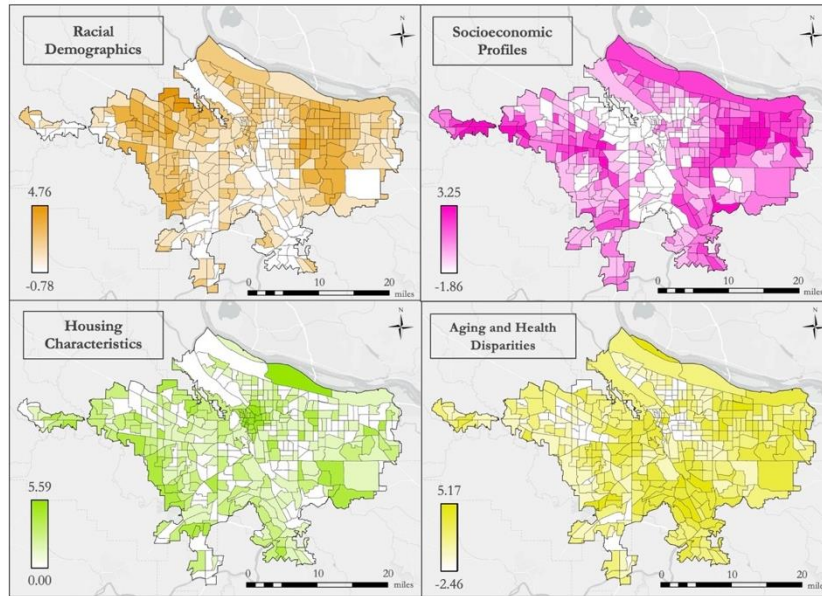 Racial
Demographics
N
4.76
-0.78
0 10 20
miles
Socioeconomic
Profiles
N
3.25
-1.86
0 10 20
miles
Housing
Characteristics
N
5.59
0.00
0 10 20
miles
Aging and Health
Disparities
N
5.17
-2.46
0 10 20
miles